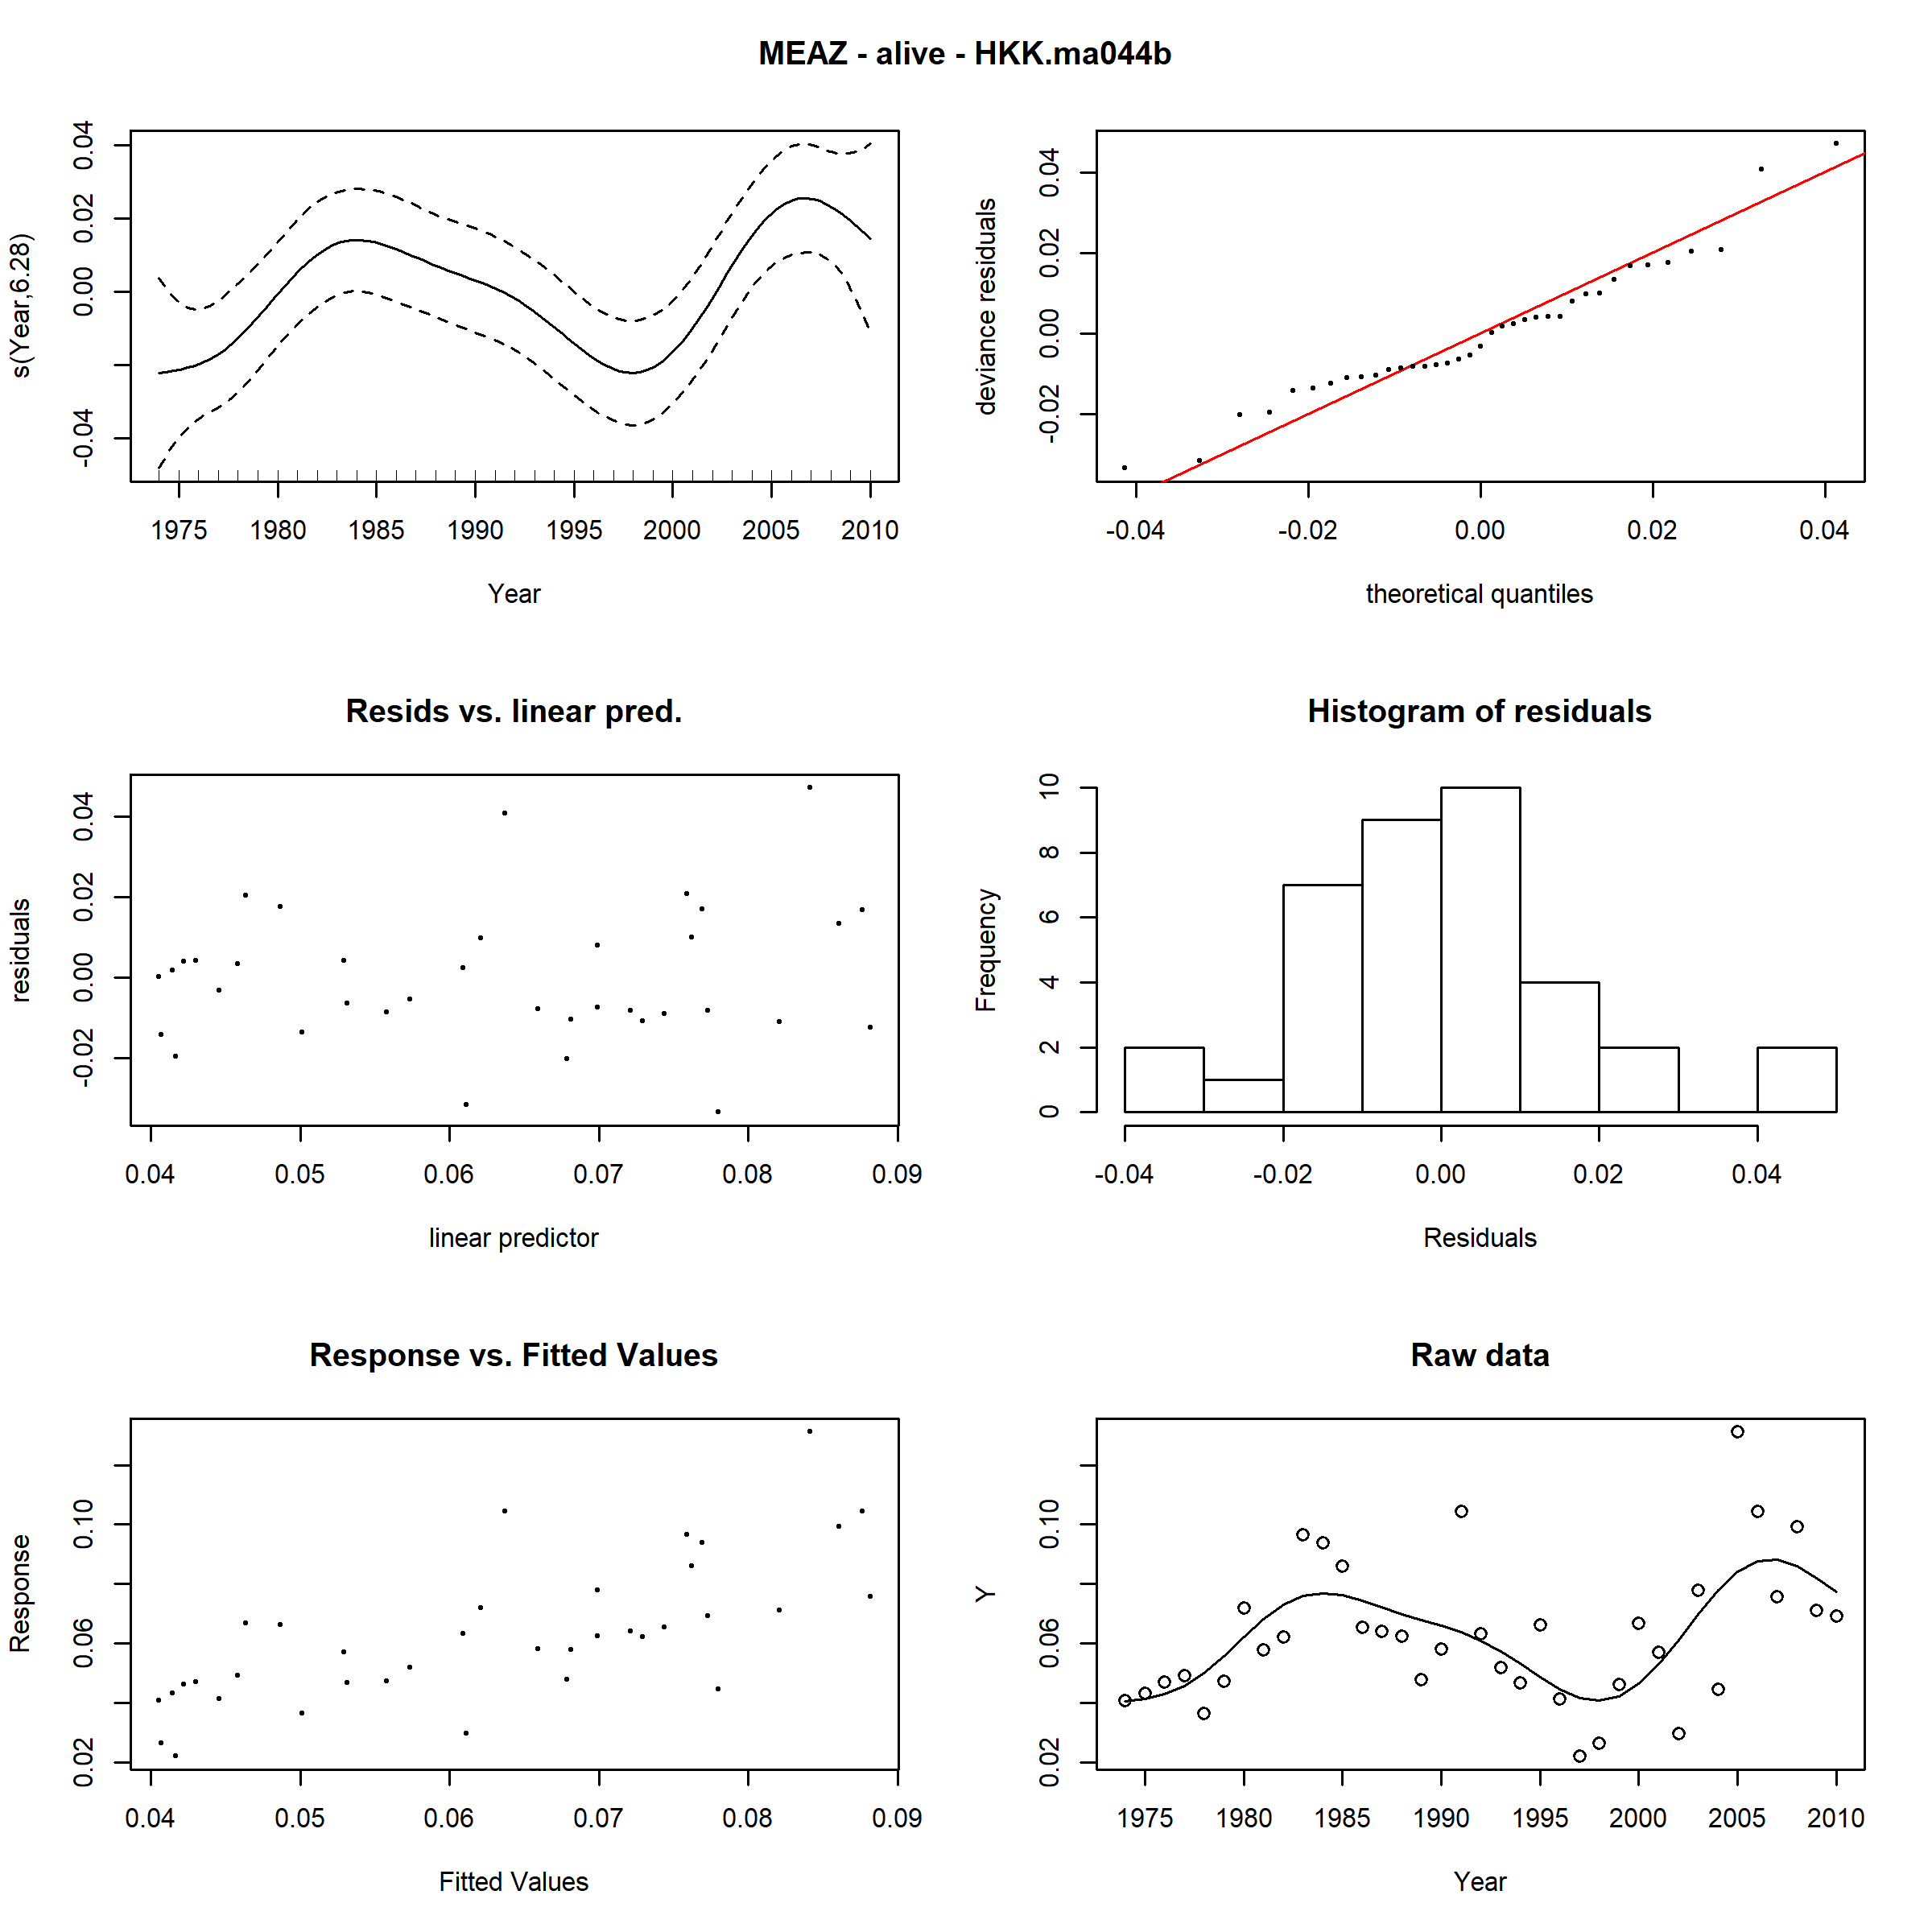 MEAZ - alive - HKK.ma044b
s(Year,6.28)
-0.04 0.00 0.02 0.04
1975 1980 1985 1990 1995 2000 2005 2010
Year
deviance residuals
-0.02 0.00 0.02 0.04
-0.04 -0.02 0.00 0.02 0.04
theoretical quantiles
Resids vs. linear pred.
residuals
-0.02 0.00 0.02 0.04
0.04 0.05 0.06 0.07 0.08 0.09
linear predictor
Histogram of residuals
Frequency
0 2 4 6 8 10
-0.04 -0.02 0.00 0.02 0.04
Residuals
Response vs. Fitted Values
Response
0.02 0.06 0.10
0.04 0.05 0.06 0.07 0.08 0.09
Fitted Values
Raw data
Y
0.02 0.06 0.10
1975 1980 1985 1990 1995 2000 2005 2010
Year